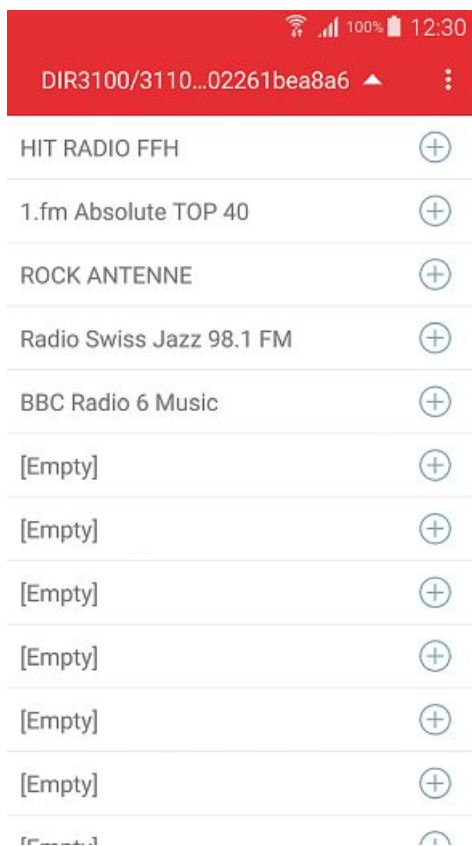 100% 12:30
DIR3100/3110...02261bea8a6
HIT RADIO FFH
1.fm Absolute TOP 40
ROCK ANTENNE
Radio Swiss Jazz 98.1 FM
BBC Radio 6 Music
[Empty]
[Empty]
[Empty]
[Empty]
[Empty]
[Empty]
[Empty]